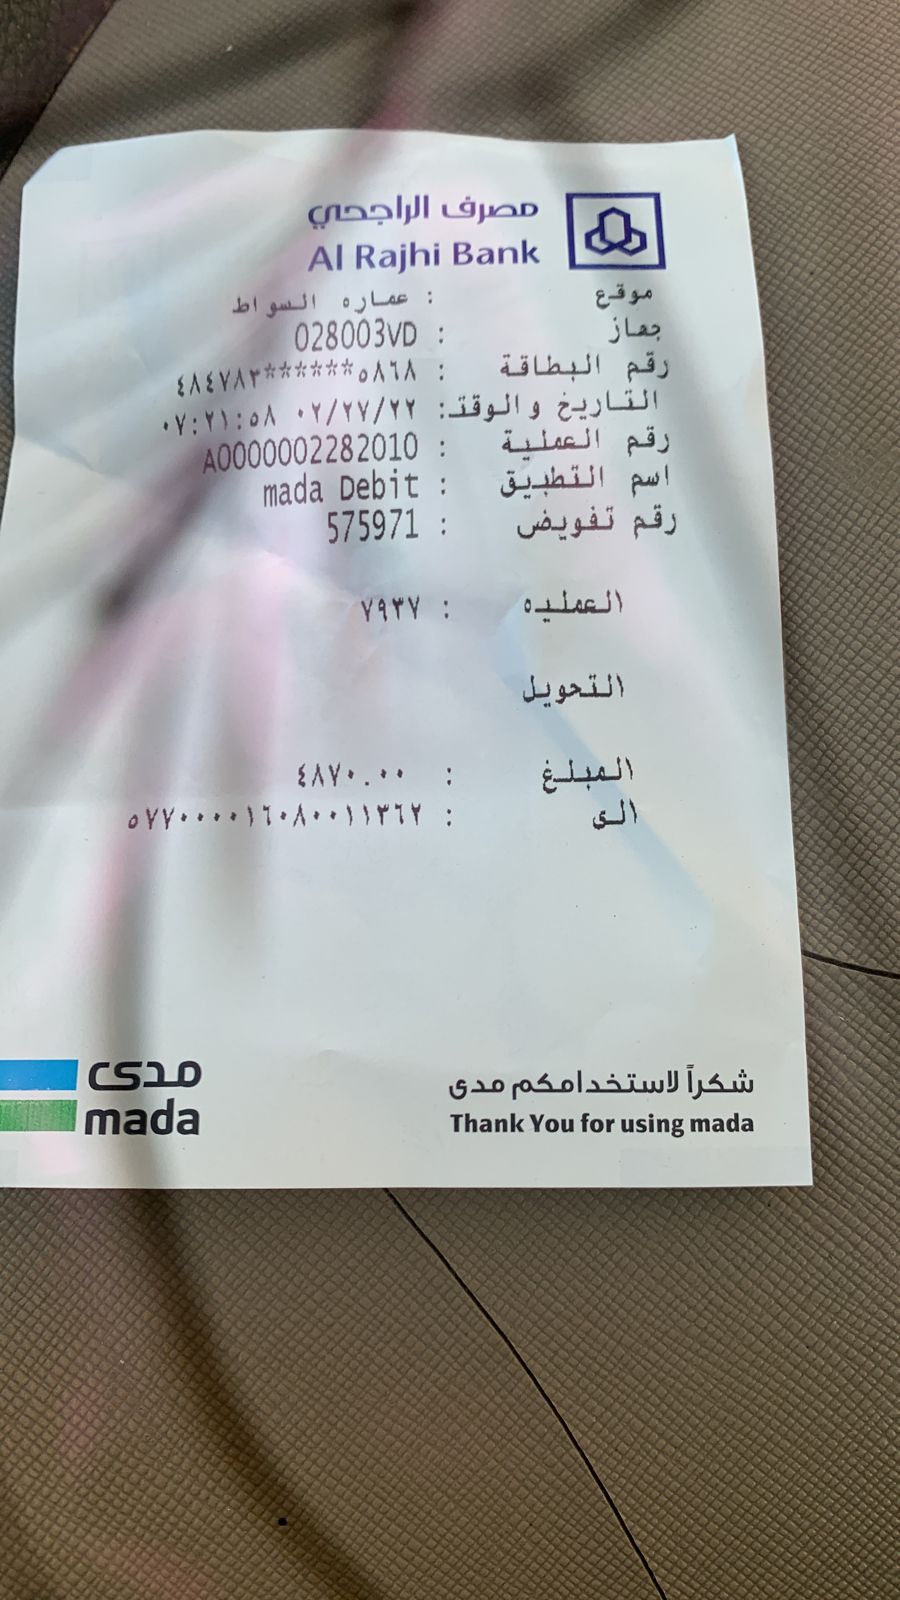 مصرف الراجحي
Al Rajhi Bank
موقع : عماره السواط
جهاز : 028003VD
رقم البطاقة : ٤٨٤٧٨٣******٥٨٦٨
التاريخ والوقت: ٠٢/٢٧/٢٢ ٠٧:٢١:٥٨
رقم العملية : A0000002282010
اسم التطبيق : mada Debit
رقم تفويض : 575971
العمليه : ٧٩٣٧
التحويل
المبلغ : ٤٨٧٠.٠٠
الى : ٥٧٧٠٠٠٠١٦٠٨٠٠١١٣٦٢
مدى
mada
شكراً لاستخدامكم مدى
Thank You for using mada